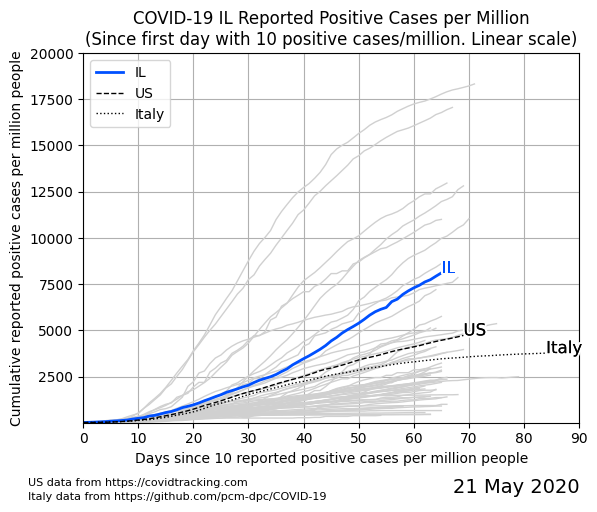 COVID-19 IL Reported Positive Cases per Million
(Since first day with 10 positive cases/million. Linear scale)
Cumulative reported positive cases per million people
20000
17500
15000
12500
10000
7500
5000
2500
IL
US
Italy
IL
US
Italy
0 10 20 30 40 50 60 70 80 90
Days since 10 reported positive cases per million people
US data from https://covidtracking.com
Italy data from https://github.com/pcm-dpc/COVID-19
21 May 2020